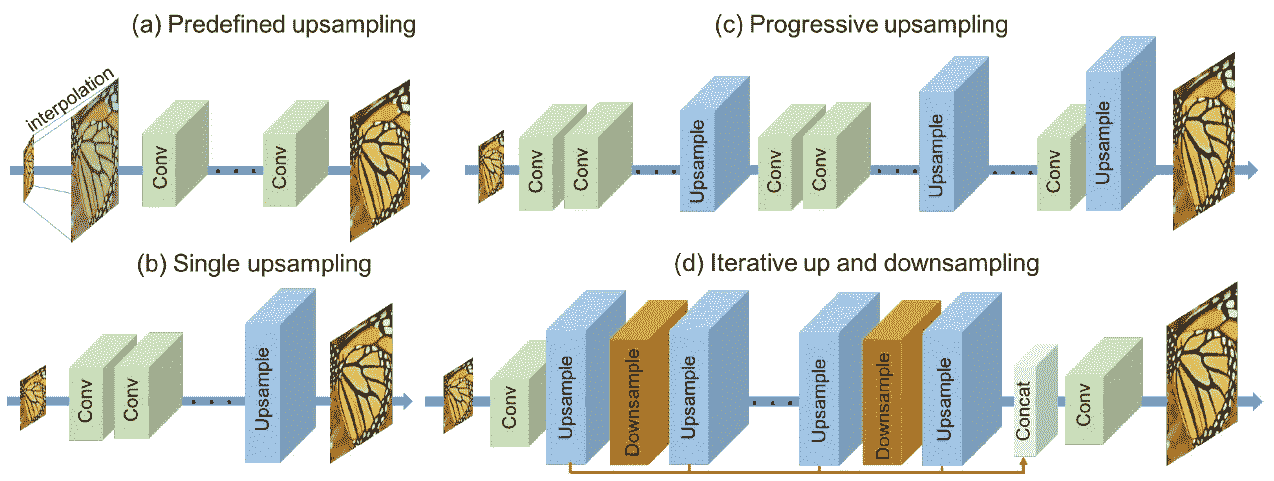 (a) Predefined upsampling
interpolation
Conv
Conv
(b) Single upsampling
Conv
Conv
Upsample
(c) Progressive upsampling
Conv
Conv
Upsample
Conv
Conv
Upsample
Conv
Upsample
(d) Iterative up and downsampling
Conv
Upsample
Downsample
Upsample
Upsample
Downsample
Upsample
Concat
Conv